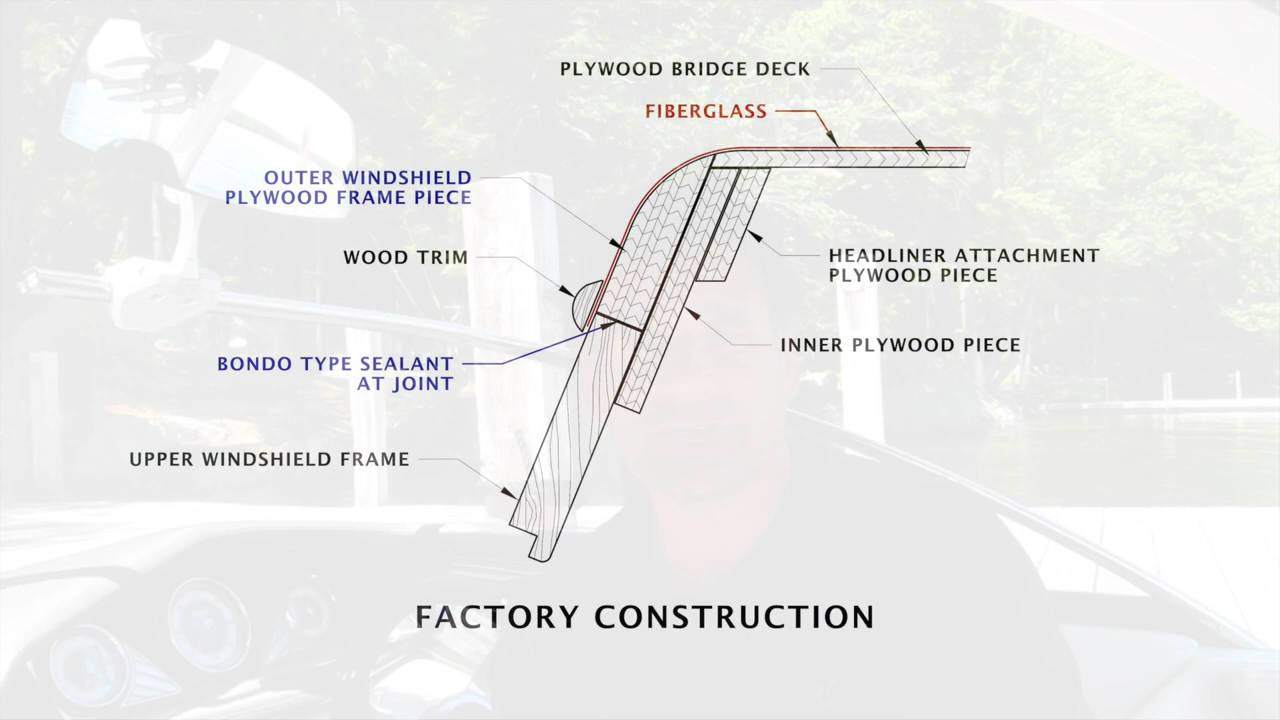 PLYWOOD BRIDGE DECK
FIBERGLASS
OUTER WINDSHIELD
PLYWOOD FRAME PIECE
WOOD TRIM
HEADLINER ATTACHMENT
PLYWOOD PIECE
INNER PLYWOOD PIECE
BONDO TYPE SEALANT
AT JOINT
UPPER WINDSHIELD FRAME
FACTORY CONSTRUCTION